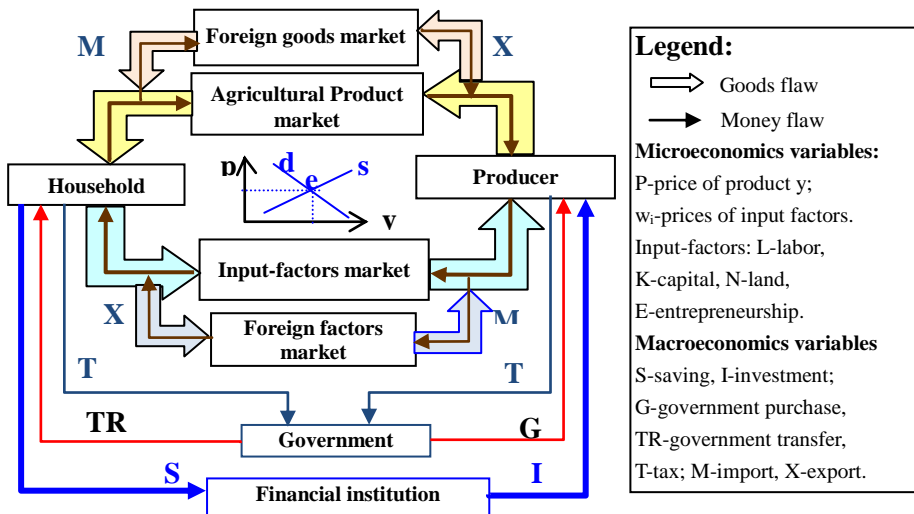 M
Foreign goods market
X
Agricultural Product
market
Household
p
d
e
s
v
Producer
Input-factors market
X
M
Foreign factors
market
T
T
TR
Government
G
S
Financial institution
I
Legend:
Goods flaw
Money flaw
Microeconomics variables:
P-price of product y;
wᵢ-prices of input factors.
Input-factors: L-labor,
K-capital, N-land,
E-entrepreneurship.
Macroeconomics variables
S-saving, I-investment;
G-government purchase,
TR-government transfer,
T-tax; M-import, X-export.